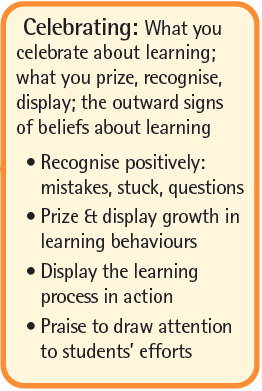 Celebrating: What you
celebrate about learning;
what you prize, recognise,
display; the outward signs
of beliefs about learning
• Recognise positively:
mistakes, stuck, questions
• Prize & display growth in
learning behaviours
• Display the learning
process in action
• Praise to draw attention
to students' efforts